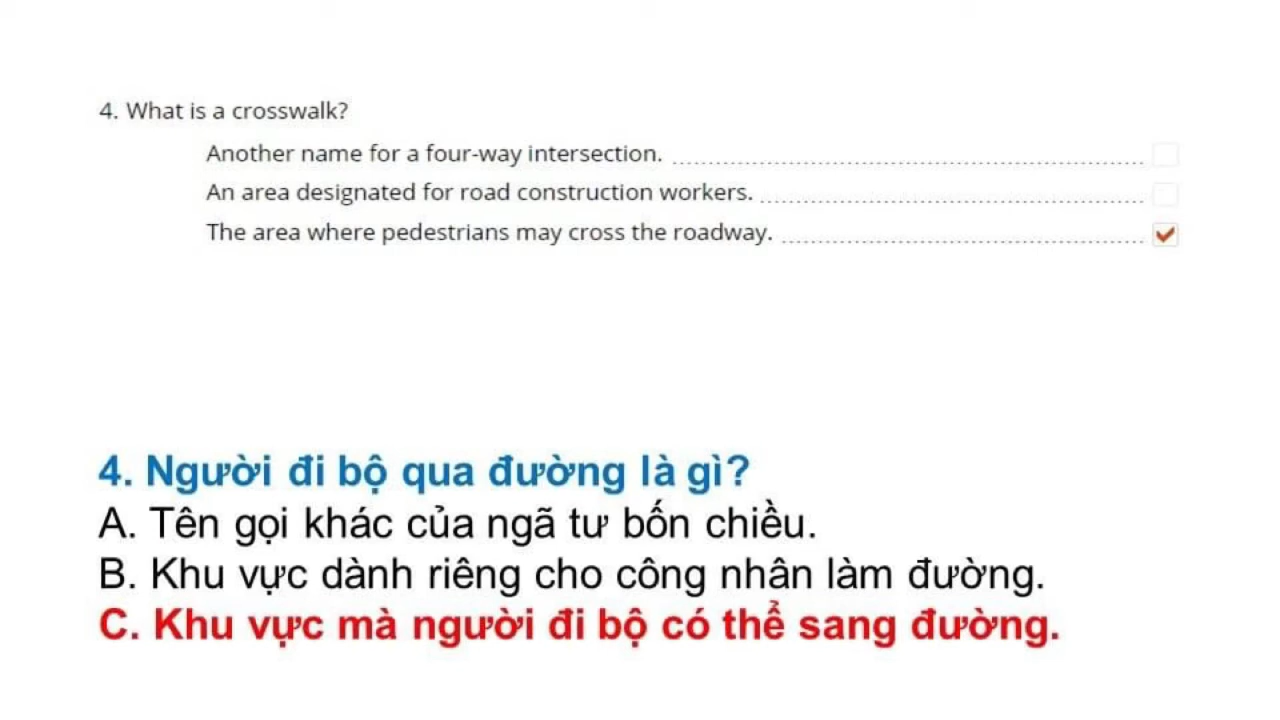 4. What is a crosswalk?
Another name for a four-way intersection.
An area designated for road construction workers.
The area where pedestrians may cross the roadway.
4. Người đi bộ qua đường là gì?
A. Tên gọi khác của ngã tư bốn chiều.
B. Khu vực dành riêng cho công nhân làm đường.
C. Khu vực mà người đi bộ có thể sang đường.